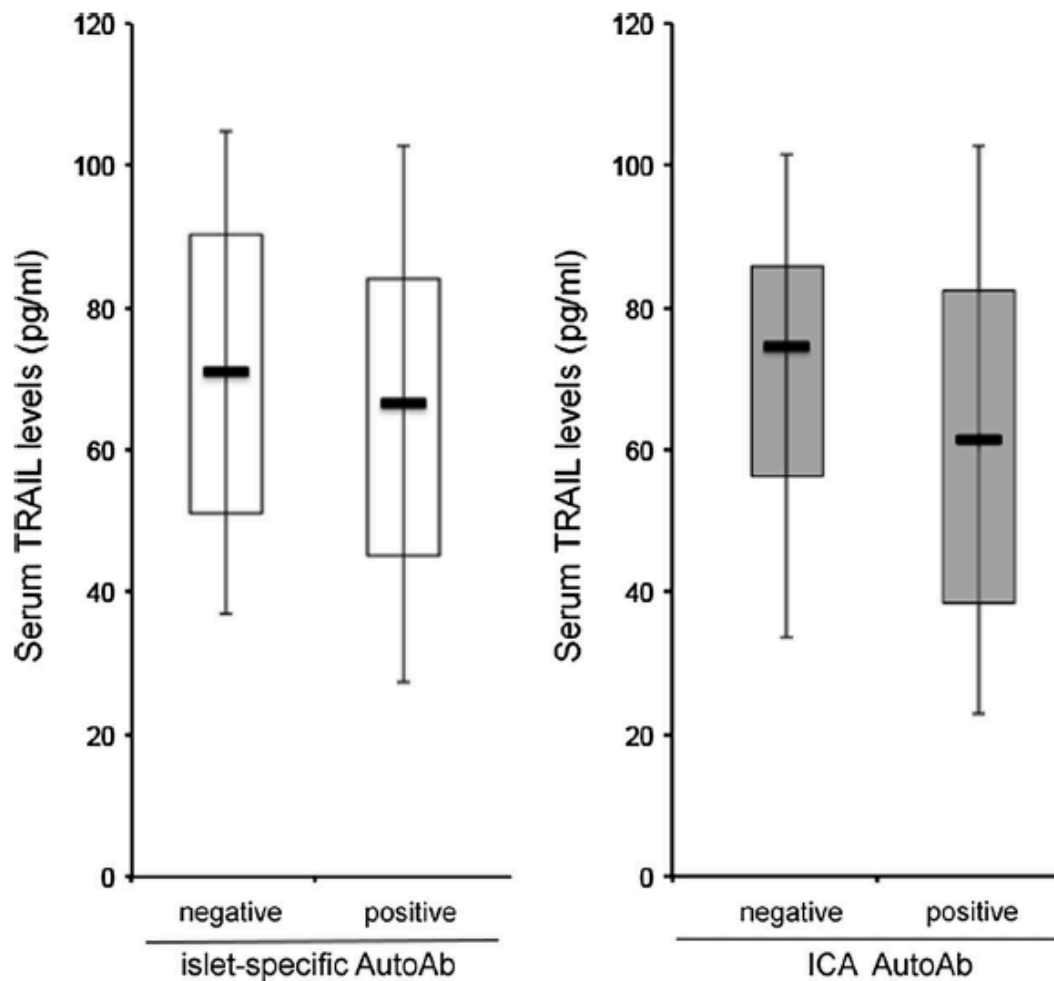 Serum TRAIL levels (pg/ml)
120
100
80
60
40
20
0
negative positive
islet-specific AutoAb
Serum TRAIL levels (pg/ml)
120
100
80
60
40
20
0
negative positive
ICA AutoAb